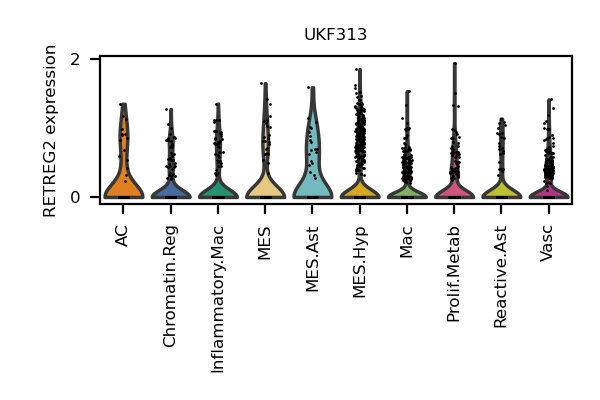 UKF313
RETREG2 expression
2
0
AC
Chromatin.Reg
Inflammatory.Mac
MES
MES.Ast
MES.Hyp
Mac
Prolif.Metab
Reactive.Ast
Vasc